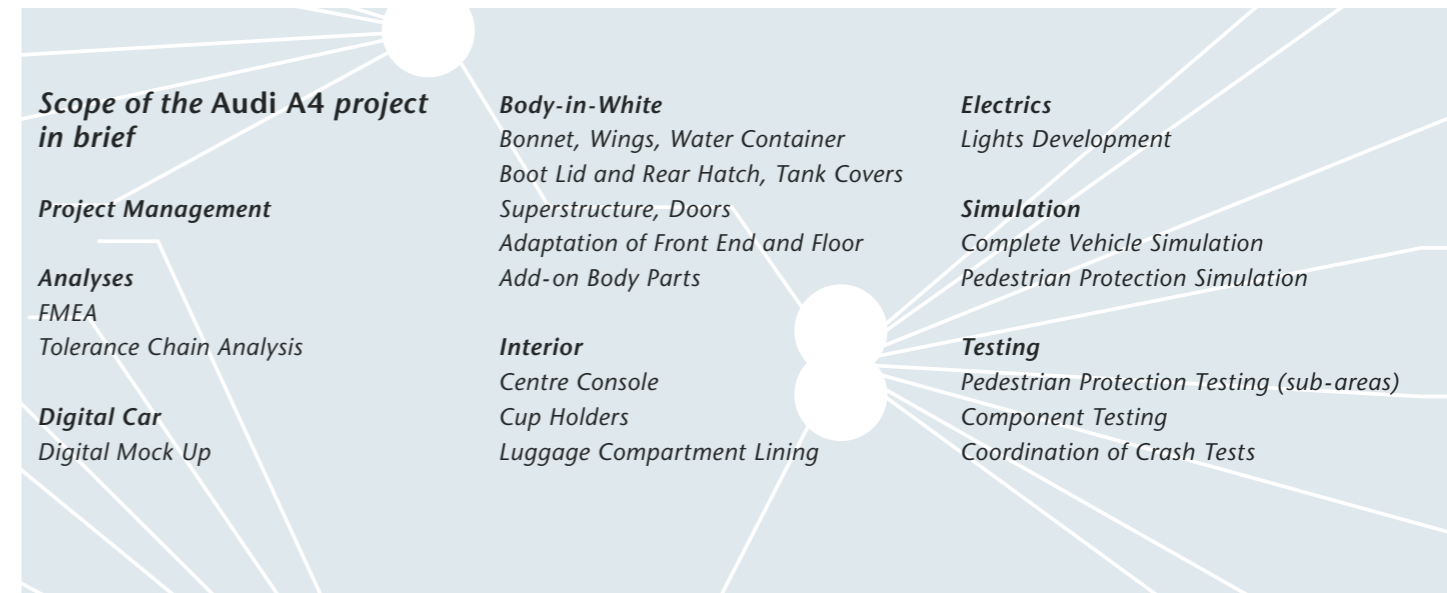 Scope of the Audi A4 project
in brief
Project Management
Analyses
FMEA
Tolerance Chain Analysis
Digital Car
Digital Mock Up
Body-in-White
Bonnet, Wings, Water Container
Boot Lid and Rear Hatch, Tank Covers
Superstructure, Doors
Adaptation of Front End and Floor
Add-on Body Parts
Interior
Centre Console
Cup Holders
Luggage Compartment Lining
Electrics
Lights Development
Simulation
Complete Vehicle Simulation
Pedestrian Protection Simulation
Testing
Pedestrian Protection Testing (sub-areas)
Component Testing
Coordination of Crash Tests